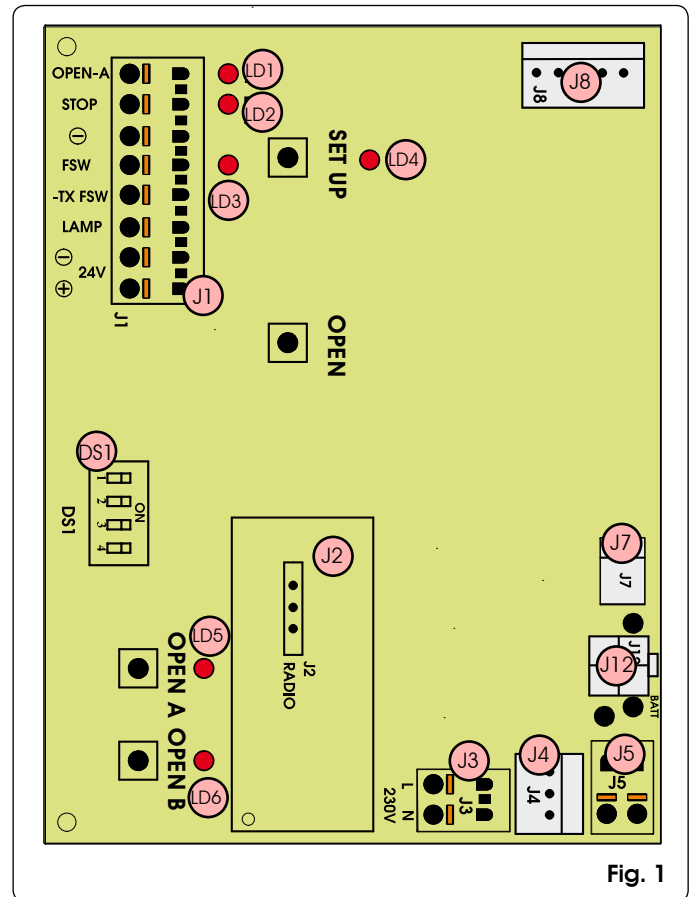 OPEN-A
STOP
⊖
FSW
-TX FSW
LAMP
⊖
24V
⊕
J1
J1
LD1
LD2
LD3
SET UP
LD4
J8
J8
OPEN
DS1
DS1
1
2
3
4
ON
J7
J7
J2
J2
RADIO
J12
BATT
LD5
OPEN A
OPEN B
LD6
J3
J3
L
N
230V
J4
J4
J5
J5
Fig. 1